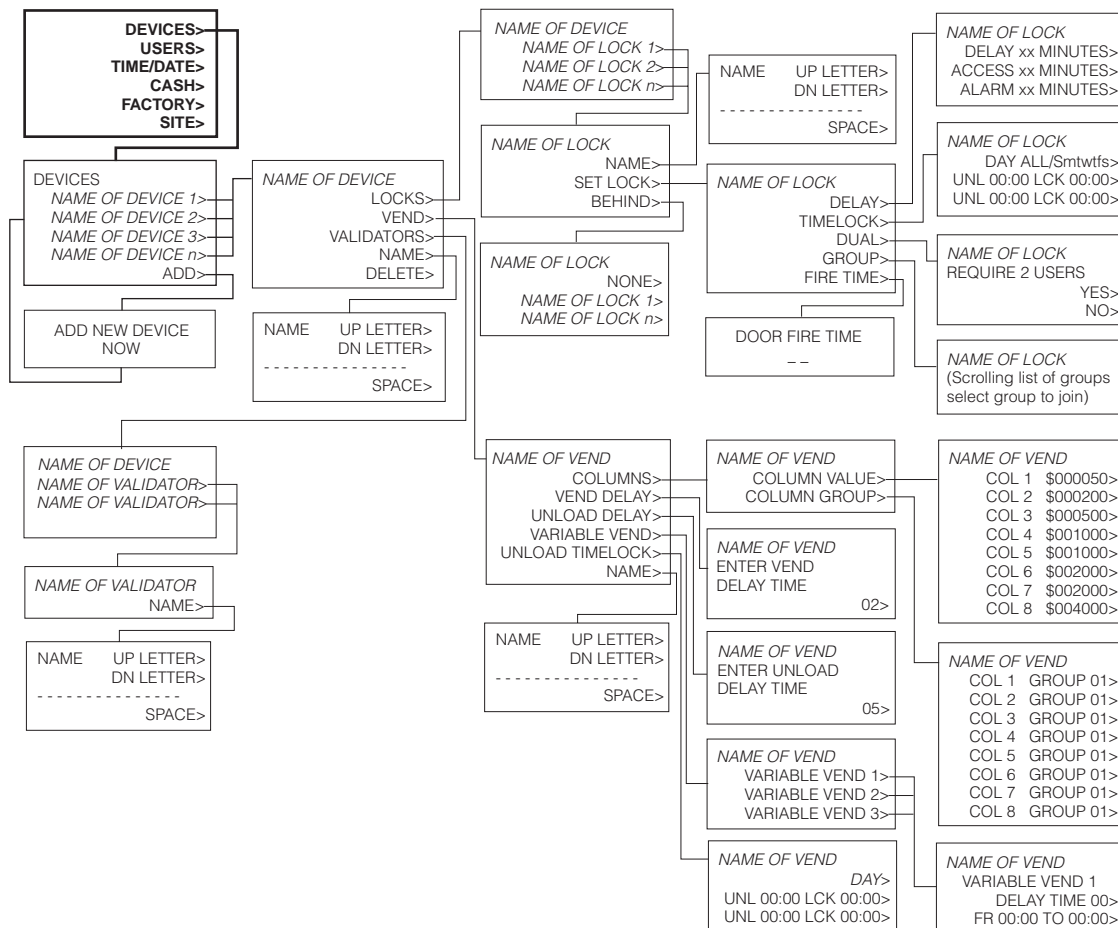 DEVICES>
USERS>
TIME/DATE>
CASH>
FACTORY>
SITE>
DEVICES
NAME OF DEVICE 1>
NAME OF DEVICE 2>
NAME OF DEVICE 3>
NAME OF DEVICE n>
ADD>
ADD NEW DEVICE
NOW
NAME OF DEVICE
LOCKS>
VEND>
VALIDATORS>
NAME>
DELETE>
NAME UP LETTER>
DN LETTER>
- - - - - - - - - - - - - - -
SPACE>
NAME OF DEVICE
NAME OF VALIDATOR>
NAME OF VALIDATOR>
NAME OF VALIDATOR
NAME>
NAME UP LETTER>
DN LETTER>
- - - - - - - - - - - - - - -
SPACE>
NAME OF DEVICE
NAME OF LOCK 1>
NAME OF LOCK 2>
NAME OF LOCK n>
NAME OF LOCK
NAME>
SET LOCK>
BEHIND>
NAME OF LOCK
NONE>
NAME OF LOCK 1>
NAME OF LOCK n>
NAME UP LETTER>
DN LETTER>
- - - - - - - - - - - - - - -
SPACE>
NAME OF LOCK
DELAY>
TIMELOCK>
DUAL>
GROUP>
FIRE TIME>
DOOR FIRE TIME
_ _
NAME OF LOCK
DELAY xx MINUTES>
ACCESS xx MINUTES>
ALARM xx MINUTES>
NAME OF LOCK
DAY ALL/Smtwtfs>
UNL 00:00 LCK 00:00>
UNL 00:00 LCK 00:00>
NAME OF LOCK
REQUIRE 2 USERS
YES>
NO>
NAME OF LOCK
(Scrolling list of groups
select group to join)
NAME OF VEND
COLUMNS>
VEND DELAY>
UNLOAD DELAY>
VARIABLE VEND>
UNLOAD TIMELOCK>
NAME>
NAME UP LETTER>
DN LETTER>
- - - - - - - - - - - - - - -
SPACE>
NAME OF VEND
COLUMN VALUE>
COLUMN GROUP>
NAME OF VEND
ENTER VEND
DELAY TIME
02>
NAME OF VEND
ENTER UNLOAD
DELAY TIME
05>
NAME OF VEND
VARIABLE VEND 1>
VARIABLE VEND 2>
VARIABLE VEND 3>
NAME OF VEND
DAY>
UNL 00:00 LCK 00:00>
UNL 00:00 LCK 00:00>
NAME OF VEND
COL 1 $000050>
COL 2 $000200>
COL 3 $000500>
COL 4 $001000>
COL 5 $001000>
COL 6 $002000>
COL 7 $002000>
COL 8 $004000>
NAME OF VEND
COL 1 GROUP 01>
COL 2 GROUP 01>
COL 3 GROUP 01>
COL 4 GROUP 01>
COL 5 GROUP 01>
COL 6 GROUP 01>
COL 7 GROUP 01>
COL 8 GROUP 01>
NAME OF VEND
VARIABLE VEND 1
DELAY TIME 00>
FR 00:00 TO 00:00>